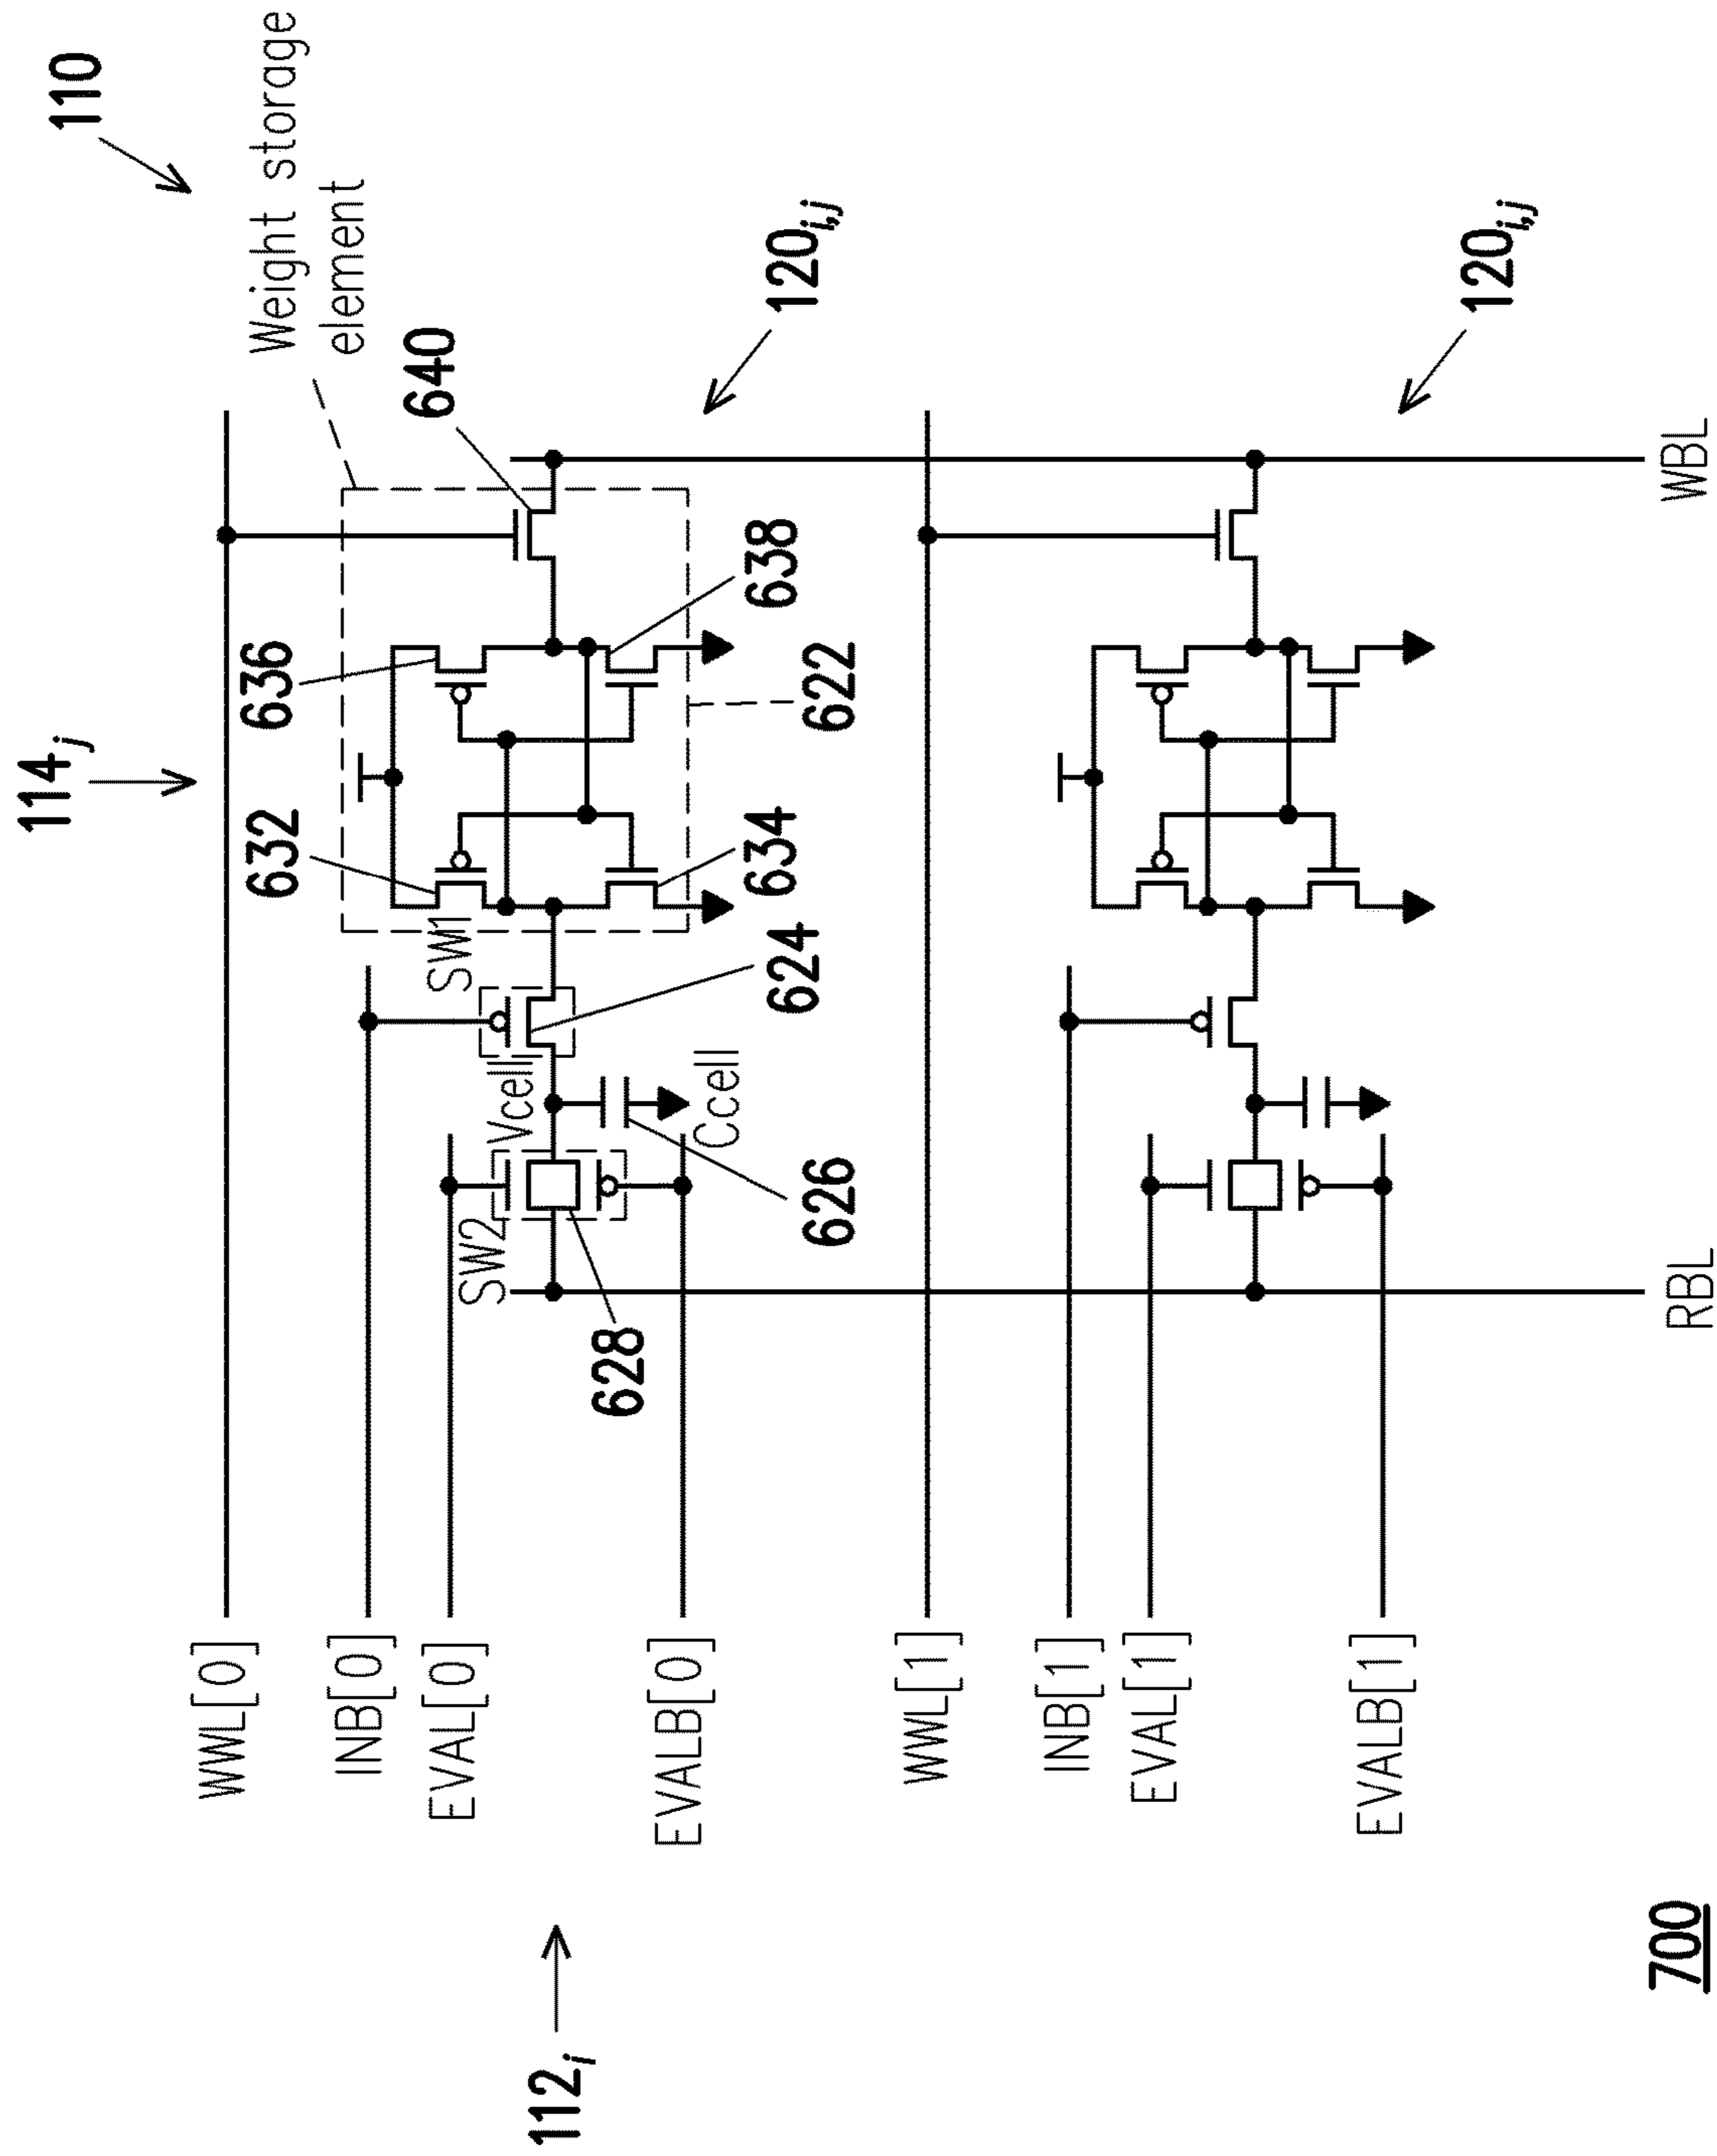 110
114j
Weight storage
element
WWL[0]
640
636
632
INB[0]
SW1
EVAL[0]
Vcell
SW2
638
622
634
624
Ccell
626
628
120i,j
EVALB[0]
WWL[1]
INB[1]
EVAL[1]
EVALB[1]
120i,j
112i
RBL
WBL
700